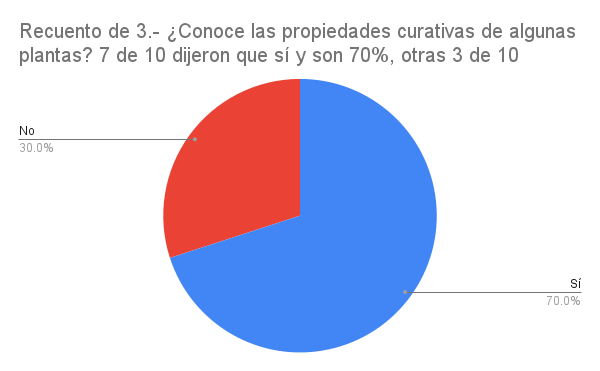 Recuento de 3.- ¿Conoce las propiedades curativas de algunas
plantas? 7 de 10 dijeron que sí y son 70%, otras 3 de 10
No
30.0%
Sí
70.0%